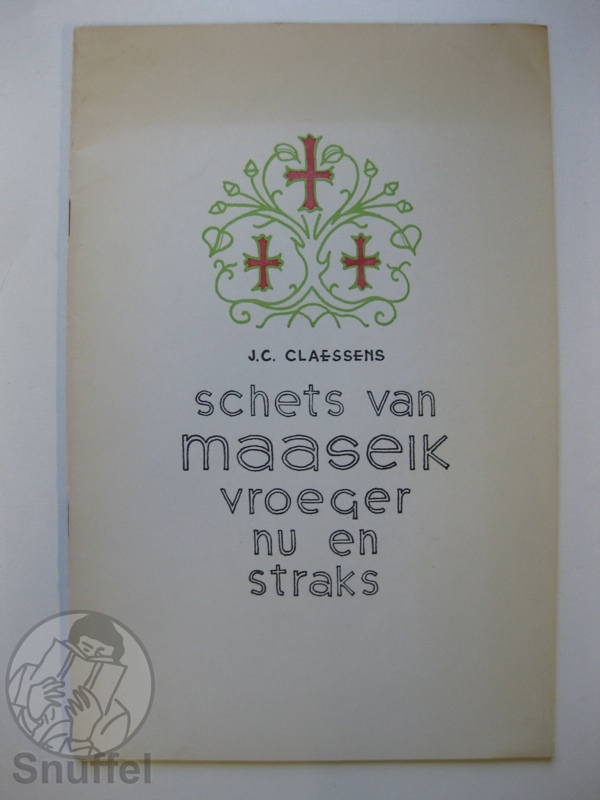 J.C. CLAESSENS
schets van
maaseik
vroeger
nu en
straks
Snuffel